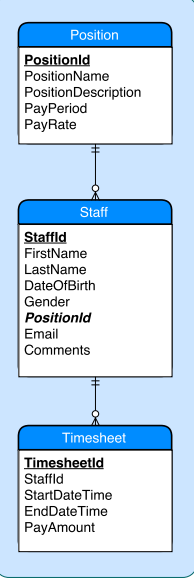 Position
PositionId
PositionName
PositionDescription
PayPeriod
PayRate
Staff
StaffId
FirstName
LastName
DateOfBirth
Gender
PositionId
Email
Comments
Timesheet
TimesheetId
StaffId
StartDateTime
EndDateTime
PayAmount